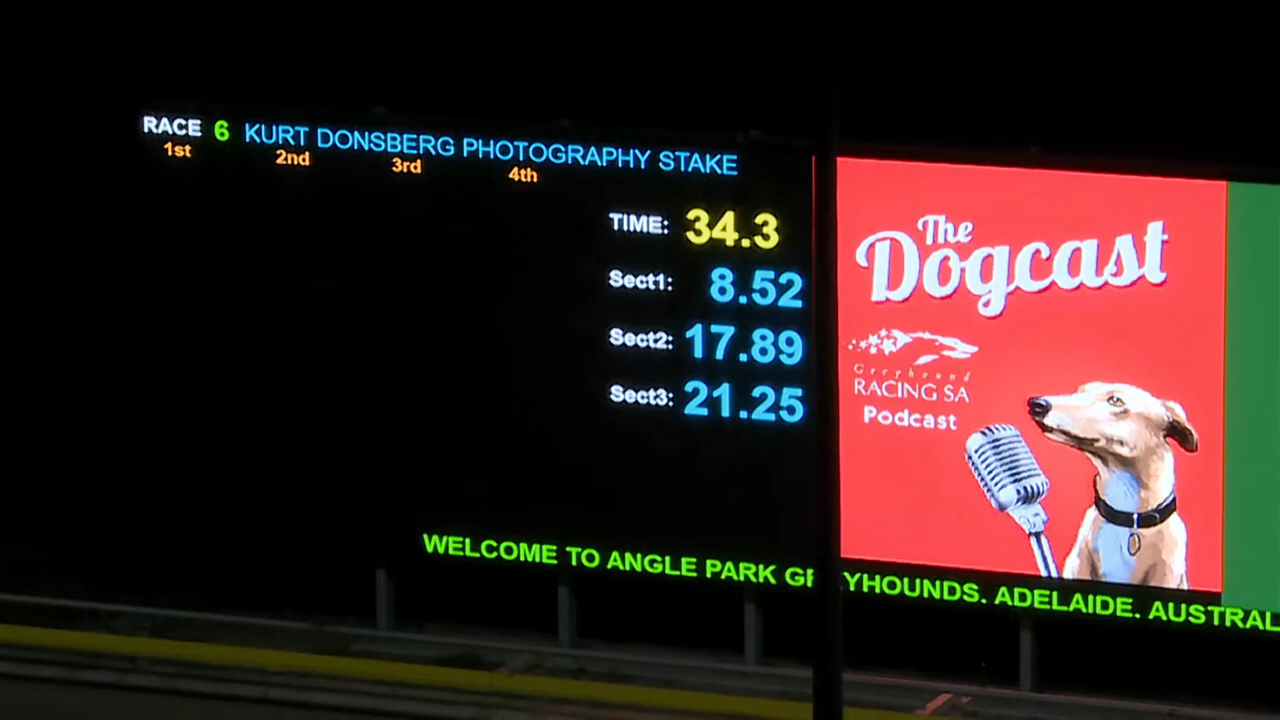 RACE 6 KURT DONSBERG PHOTOGRAPHY STAKE
1st 2nd 3rd 4th
TIME: 34.3
Sect1: 8.52
Sect2: 17.89
Sect3: 21.25
The
Dogcast
Greyhound
RACING SA
Podcast
WELCOME TO ANGLE PARK GREYHOUNDS. ADELAIDE. AUSTRAL